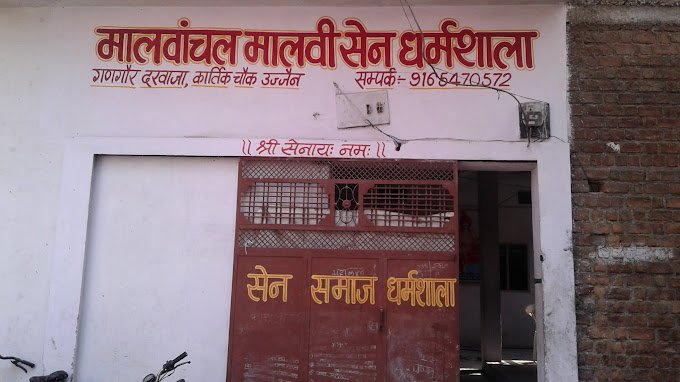 मालवांचल मालवी सेन धर्मशाला
गणगौर दरवाजा, कार्तिक चौक उज्जैन सम्पर्क:- 9165470572
॥ श्री सेनायः नमः ॥
सेन समाज धर्मशाला